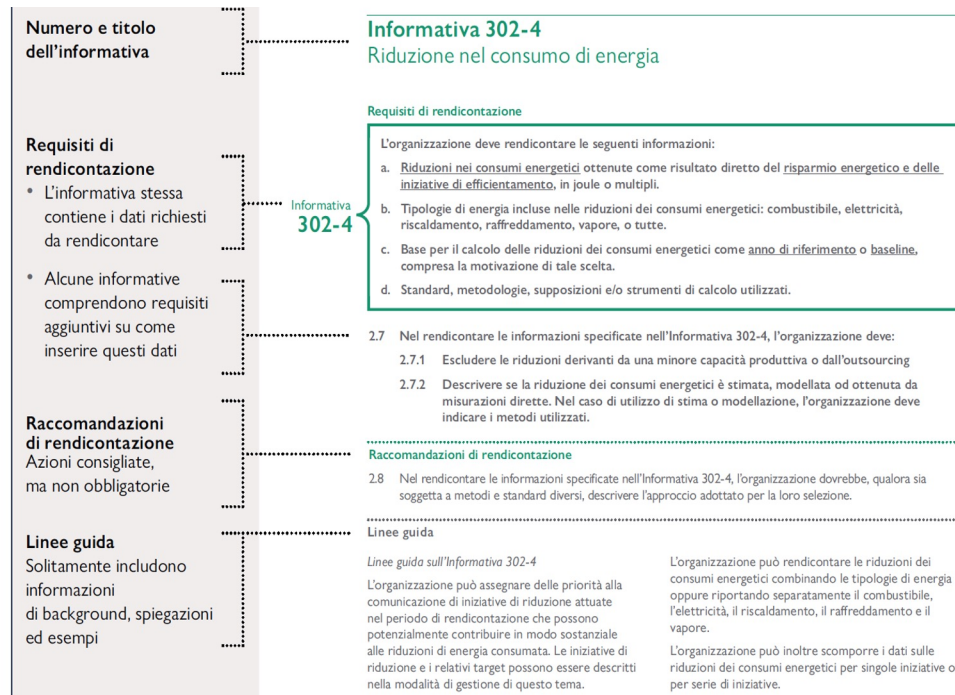 Numero e titolo
dell'informativa
Requisiti di
rendicontazione
• L'informativa stessa
contiene i dati richiesti
da rendicontare
• Alcune informative
comprendono requisiti
aggiuntivi su come
inserire questi dati
Raccomandazioni
di rendicontazione
Azioni consigliate,
ma non obbligatorie
Linee guida
Solitamente includono
informazioni
di background, spiegazioni
ed esempi
Informativa 302-4
Riduzione nel consumo di energia
Requisiti di rendicontazione
Informativa
302-4
L'organizzazione deve rendicontare le seguenti informazioni:
a. Riduzioni nei consumi energetici ottenute come risultato diretto del risparmio energetico e delle
iniziative di efficientamento, in joule o multipli.
b. Tipologie di energia incluse nelle riduzioni dei consumi energetici: combustibile, elettricità,
riscaldamento, raffreddamento, vapore, o tutte.
c. Base per il calcolo delle riduzioni dei consumi energetici come anno di riferimento o baseline,
compresa la motivazione di tale scelta.
d. Standard, metodologie, supposizioni e/o strumenti di calcolo utilizzati.
2.7 Nel rendicontare le informazioni specificate nell'Informativa 302-4, l'organizzazione deve:
2.7.1 Escludere le riduzioni derivanti da una minore capacità produttiva o dall'outsourcing
2.7.2 Descrivere se la riduzione dei consumi energetici è stimata, modellata od ottenuta da
misurazioni dirette. Nel caso di utilizzo di stima o modellazione, l'organizzazione deve
indicare i metodi utilizzati.
Raccomandazioni di rendicontazione
2.8 Nel rendicontare le informazioni specificate nell'Informativa 302-4, l'organizzazione dovrebbe, qualora sia
soggetta a metodi e standard diversi, descrivere l'approccio adottato per la loro selezione.
Linee guida
Linee guida sull'Informativa 302-4
L'organizzazione può assegnare delle priorità alla
comunicazione di iniziative di riduzione attuate
nel periodo di rendicontazione che possono
potenzialmente contribuire in modo sostanziale
alle riduzioni di energia consumata. Le iniziative di
riduzione e i relativi target possono essere descritti
nella modalità di gestione di questo tema.
L'organizzazione può rendicontare le riduzioni dei
consumi energetici combinando le tipologie di energia
oppure riportando separatamente il combustibile,
l'elettricità, il riscaldamento, il raffreddamento e il
vapore.
L'organizzazione può inoltre scomporre i dati sulle
riduzioni dei consumi energetici per singole iniziative o
per serie di iniziative.